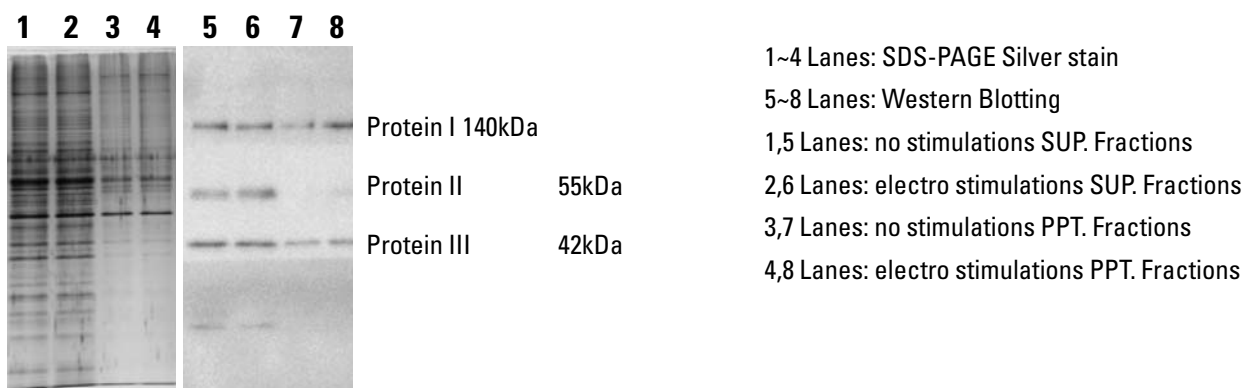 1 2 3 4 5 6 7 8
Protein I 140kDa
Protein II 55kDa
Protein III 42kDa
1~4 Lanes: SDS-PAGE Silver stain
5~8 Lanes: Western Blotting
1,5 Lanes: no stimulations SUP. Fractions
2,6 Lanes: electro stimulations SUP. Fractions
3,7 Lanes: no stimulations PPT. Fractions
4,8 Lanes: electro stimulations PPT. Fractions